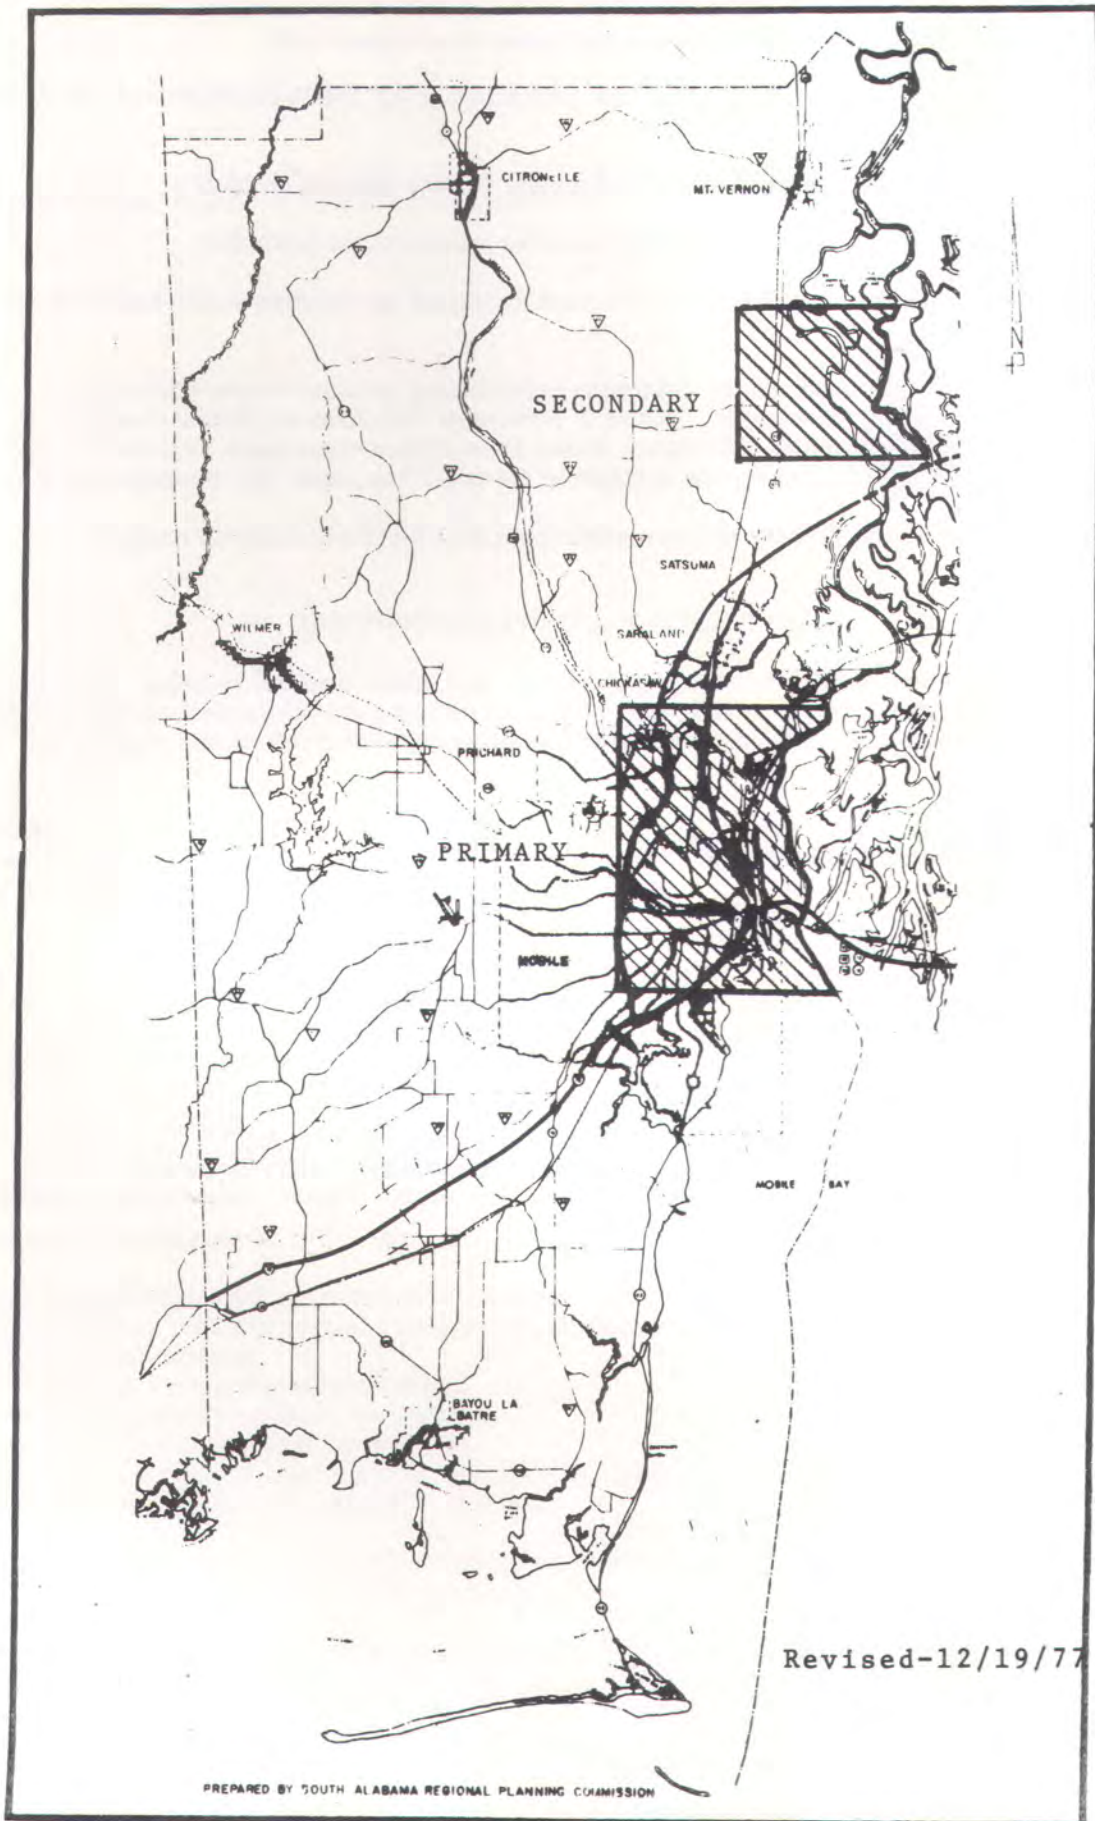 CITRONELLE
MT. VERNON
N
SECONDARY
SATSUMA
WILMER
SARALAND
CHICKASAW
PRICHARD
PRIMARY
MOBILE
MOBILE BAY
BAYOU LA
BATRE
Revised-12/19/77
PREPARED BY SOUTH ALABAMA REGIONAL PLANNING COMMISSION